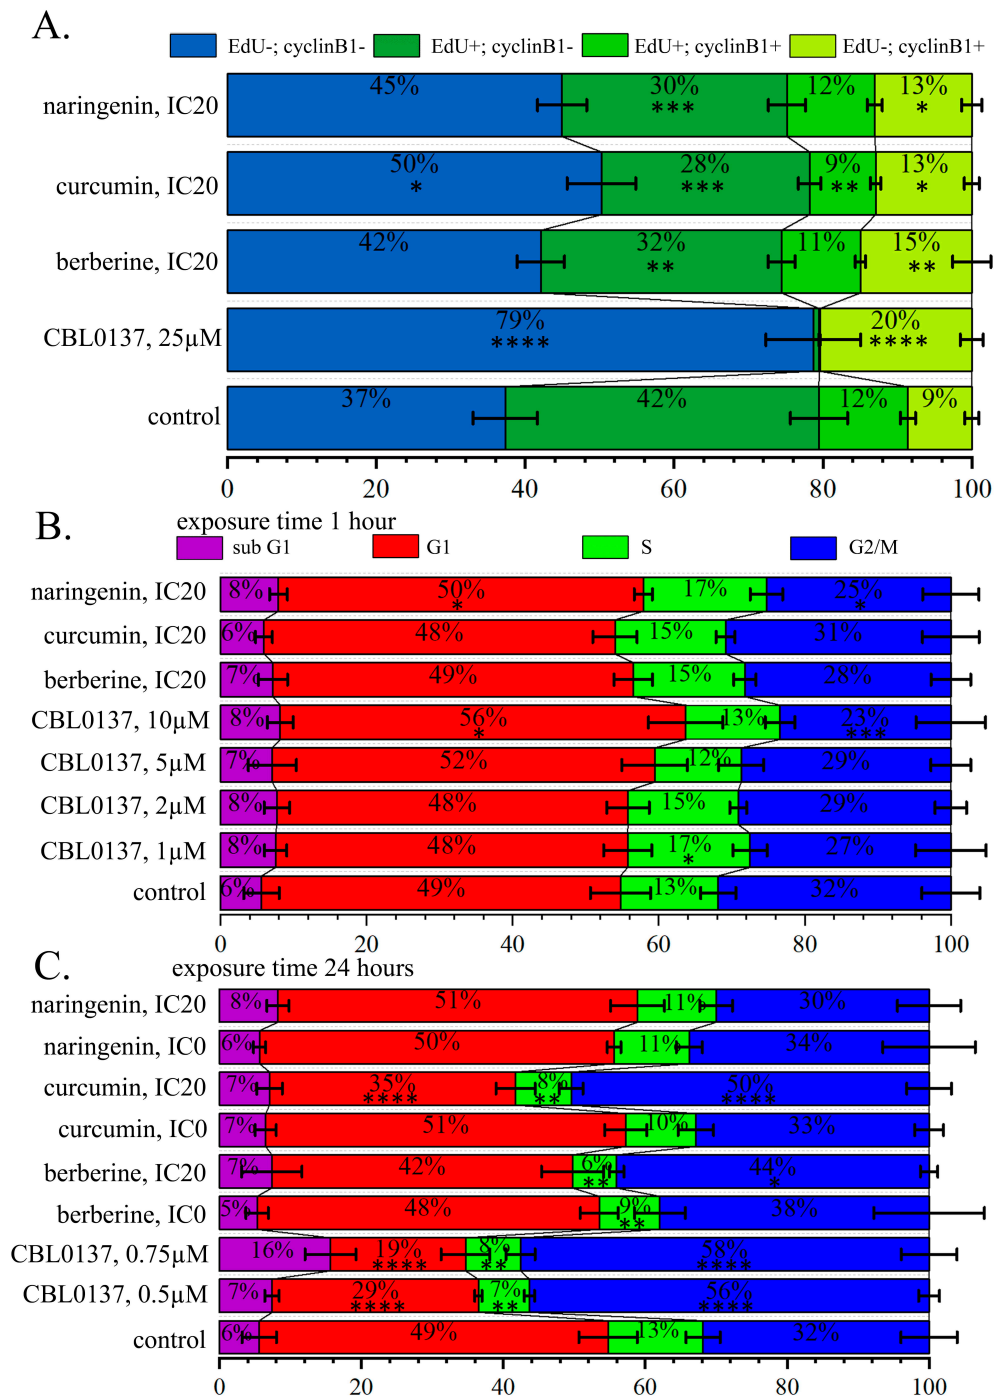 A.
EdU-; cyclinB1- EdU+; cyclinB1- EdU+; cyclinB1+ EdU-; cyclinB1+
naringenin, IC20 45% 30% 12% 13%
*** *
curcumin, IC20 50% 28% 9% 13%
* *** ** *
berberine, IC20 42% 32% 11% 15%
** **
CBL0137, 25µM 79% 20%
**** ****
control 37% 42% 12% 9%
0 20 40 60 80 100
B.
exposure time 1 hour
sub G1 G1 S G2/M
naringenin, IC20 8% 50% 17% 25%
* *
curcumin, IC20 6% 48% 15% 31%
berberine, IC20 7% 49% 15% 28%
CBL0137, 10µM 8% 56% 13% 23%
* ***
CBL0137, 5µM 7% 52% 12% 29%
CBL0137, 2µM 8% 48% 15% 29%
CBL0137, 1µM 8% 48% 17% 27%
*
control 6% 49% 13% 32%
0 20 40 60 80 100
C.
exposure time 24 hours
naringenin, IC20 8% 51% 11% 30%
naringenin, IC0 6% 50% 11% 34%
curcumin, IC20 7% 35% 8% 50%
**** ** ****
curcumin, IC0 7% 51% 10% 33%
berberine, IC20 7% 42% 6% 44%
** *
berberine, IC0 5% 48% 9% 38%
**
CBL0137, 0.75µM 16% 19% 8% 58%
**** ** ****
CBL0137, 0.5µM 7% 29% 7% 56%
**** ** ****
control 6% 49% 13% 32%
0 20 40 60 80 100